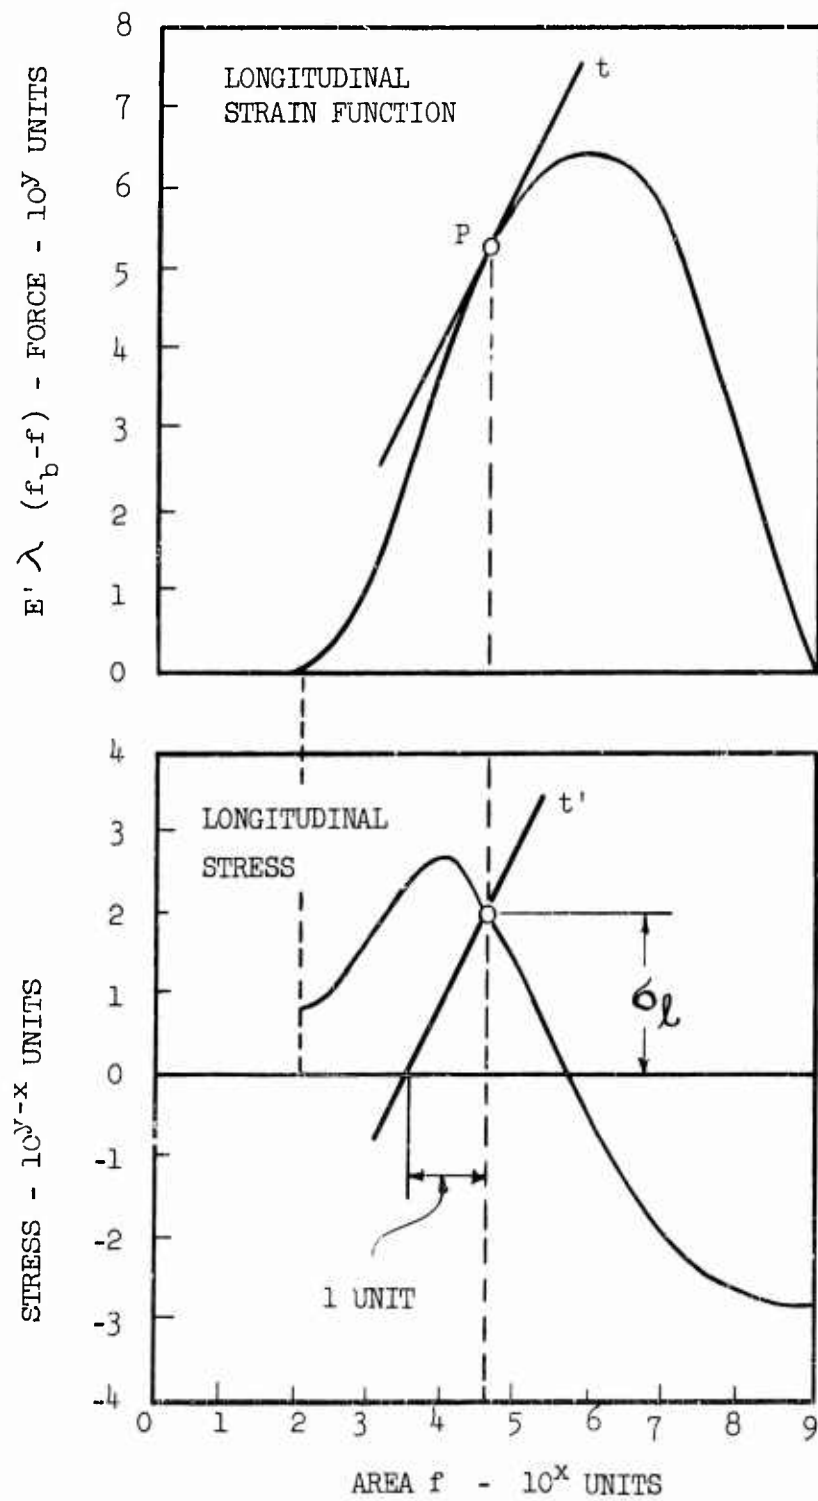 8
7
6
5
4
3
2
1
0
E' λ (f_b-f) - FORCE - 10^y UNITS
LONGITUDINAL
STRAIN FUNCTION
t
P
4
3
2
1
0
-1
-2
-3
-4
STRESS - 10^y-x UNITS
LONGITUDINAL
STRESS
t'
σ_l
1 UNIT
0 1 2 3 4 5 6 7 8 9
AREA f - 10^x UNITS